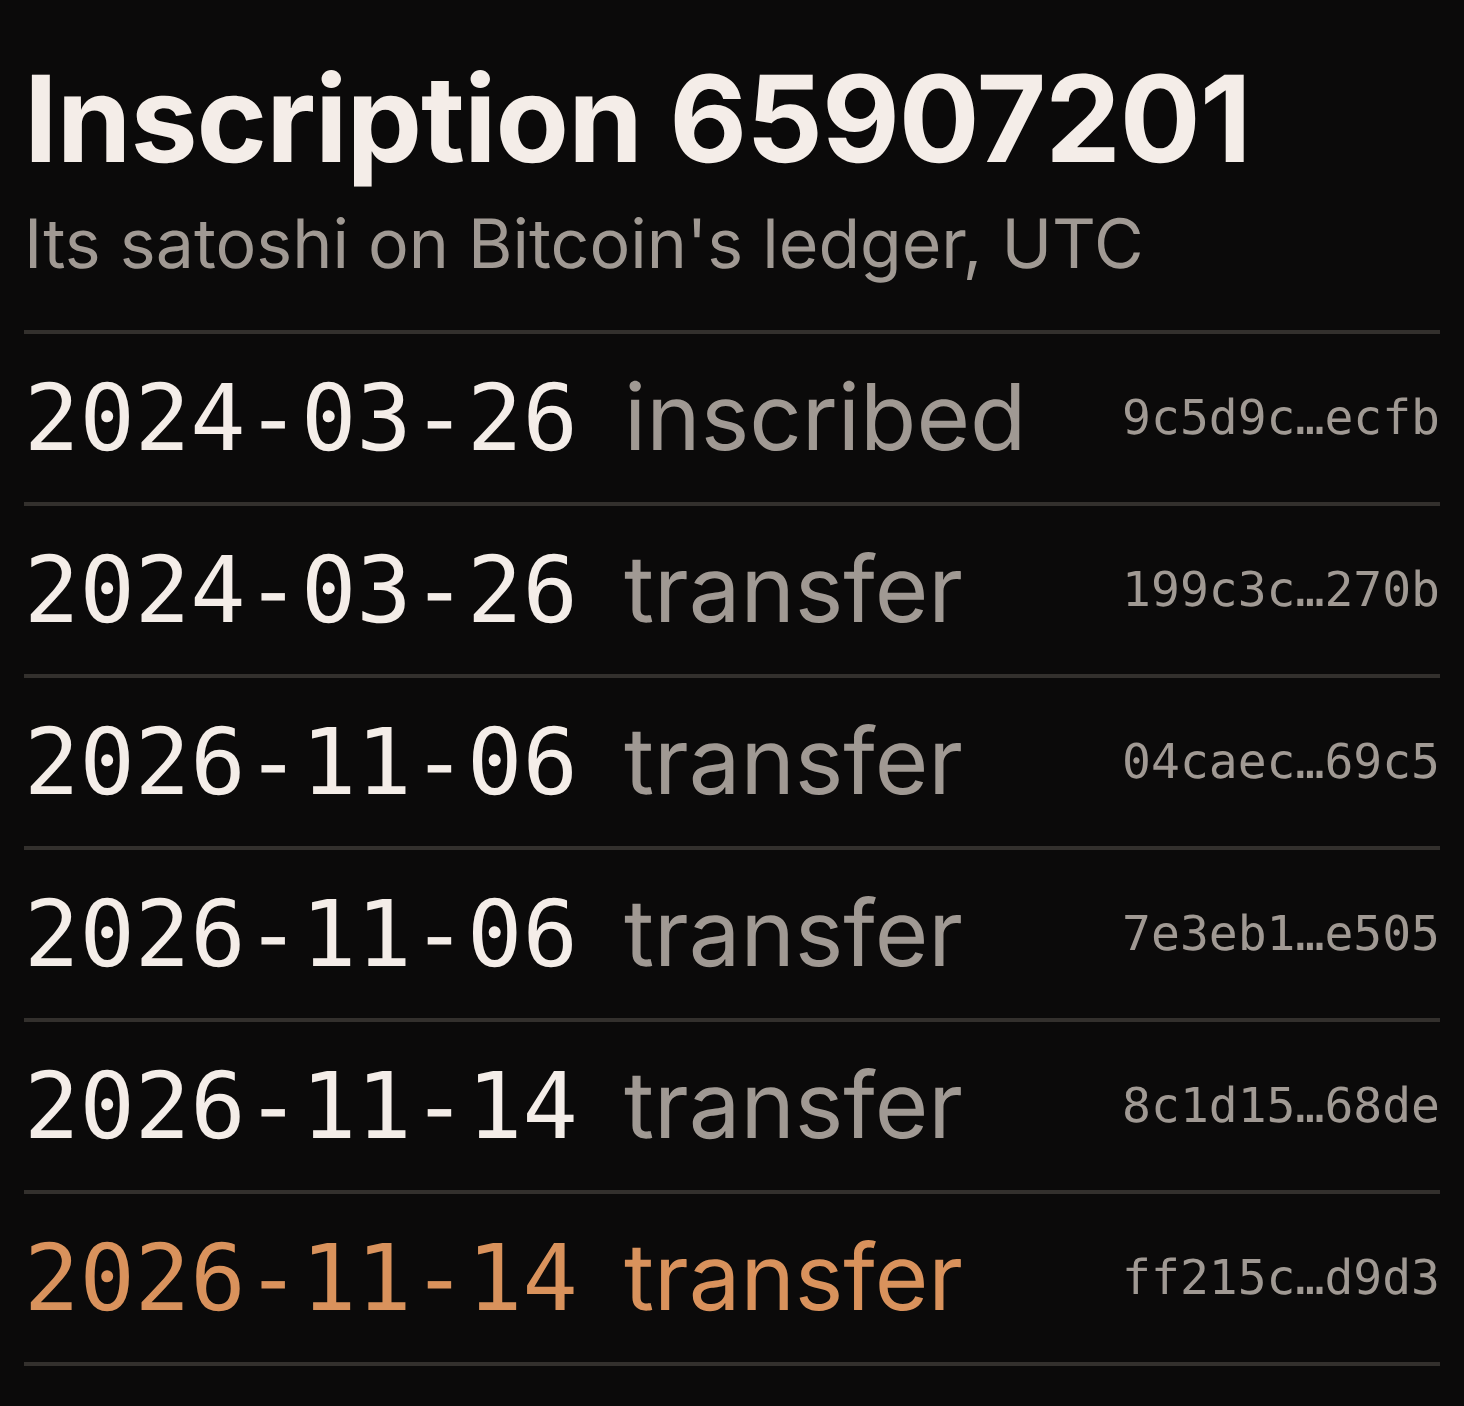 Inscription 65907201
Its satoshi on Bitcoin's ledger, UTC
2024-03-26 inscribed 9c5d9c…ecfb
2024-03-26 transfer 199c3c…270b
2026-11-06 transfer 04caec…69c5
2026-11-06 transfer 7e3eb1…e505
2026-11-14 transfer 8c1d15…68de
2026-11-14 transfer ff215c…d9d3